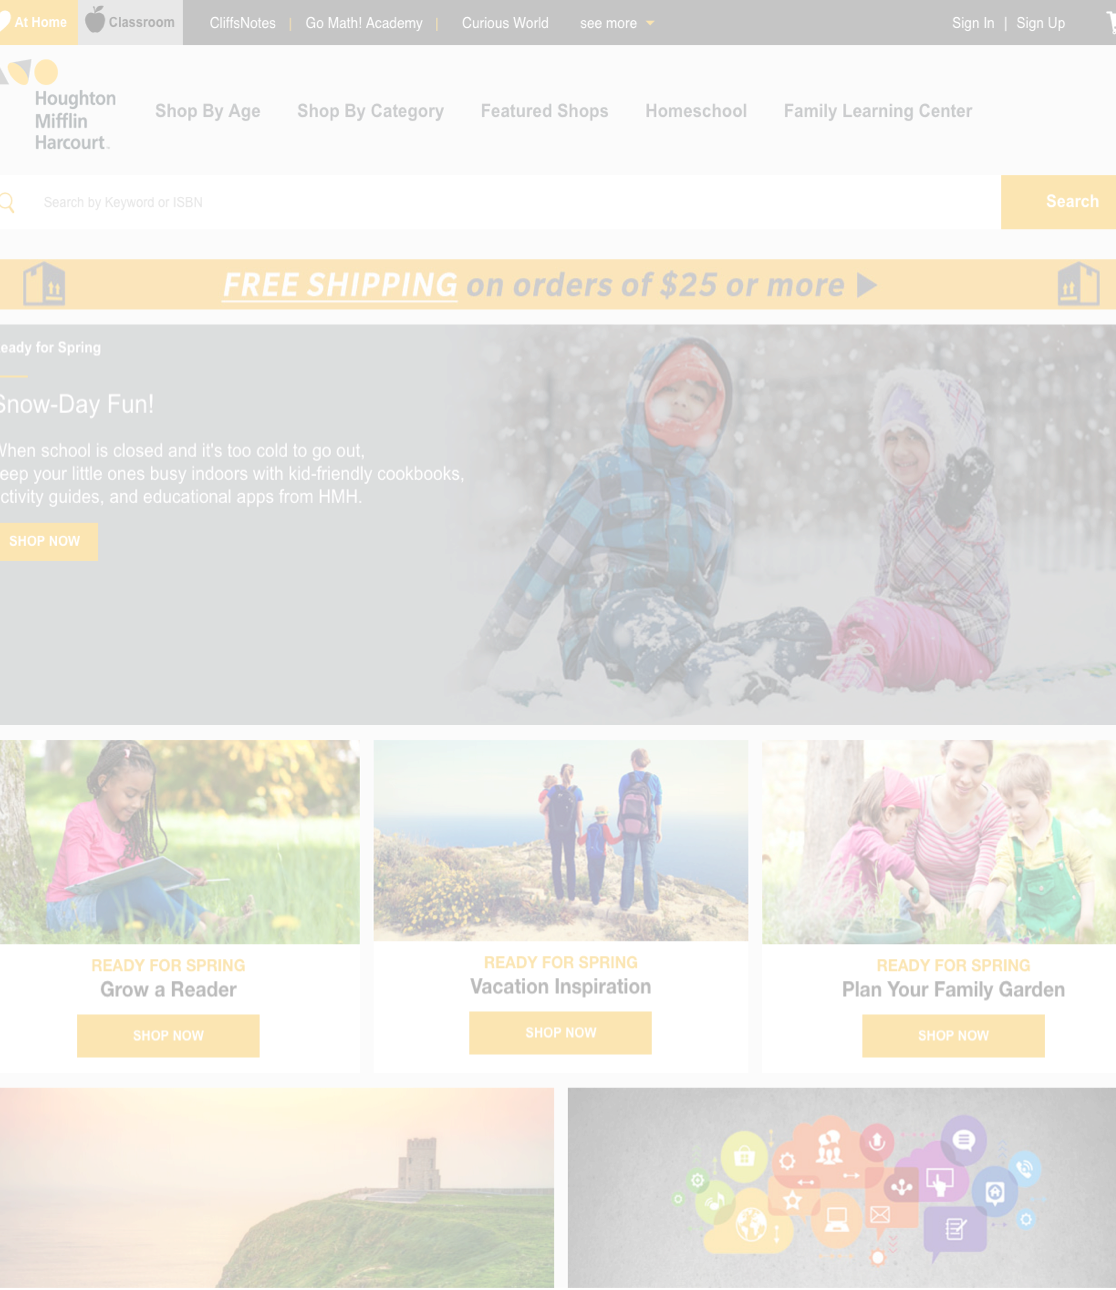 At Home
Classroom
CliffsNotes | Go Math! Academy | Curious World see more
Sign In | Sign Up
Houghton
Mifflin
Harcourt.
Shop By Age
Shop By Category
Featured Shops
Homeschool
Family Learning Center
Search by Keyword or ISBN
Search
FREE SHIPPING on orders of $25 or more
eady for Spring
Snow-Day Fun!
When school is closed and it's too cold to go out,
eep your little ones busy indoors with kid-friendly cookbooks,
ctivity guides, and educational apps from HMH.
SHOP NOW
READY FOR SPRING
Grow a Reader
SHOP NOW
READY FOR SPRING
Vacation Inspiration
SHOP NOW
READY FOR SPRING
Plan Your Family Garden
SHOP NOW